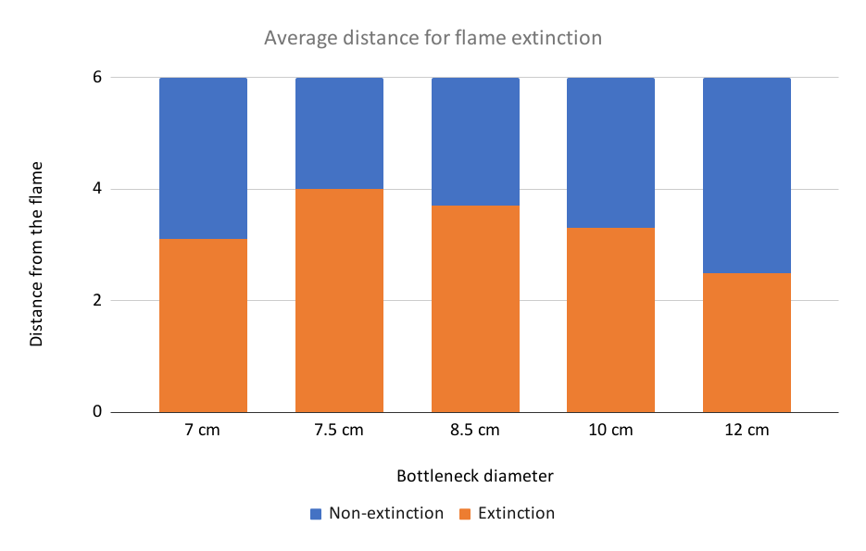 Average distance for flame extinction
6
4
2
0
Distance from the flame
7 cm
7.5 cm
8.5 cm
10 cm
12 cm
Bottleneck diameter
Non-extinction
Extinction